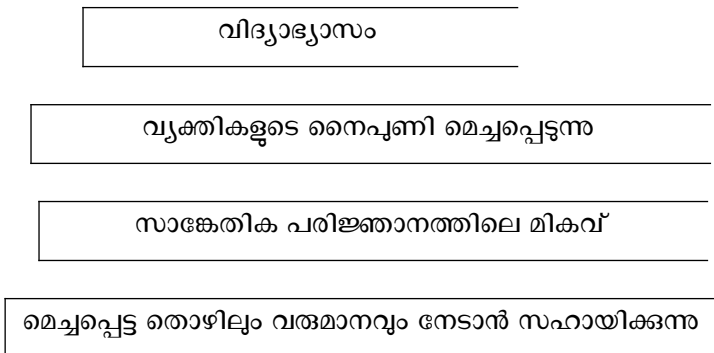 വിദ്യാഭ്യാസം
വ്യക്തികളുടെ നൈപുണി മെച്ചപ്പെടുന്നു
സാങ്കേതിക പരിജ്ഞാനത്തിലെ മികവ്
മെച്ചപ്പെട്ട തൊഴിലും വരുമാനവും നേടാൻ സഹായിക്കുന്നു